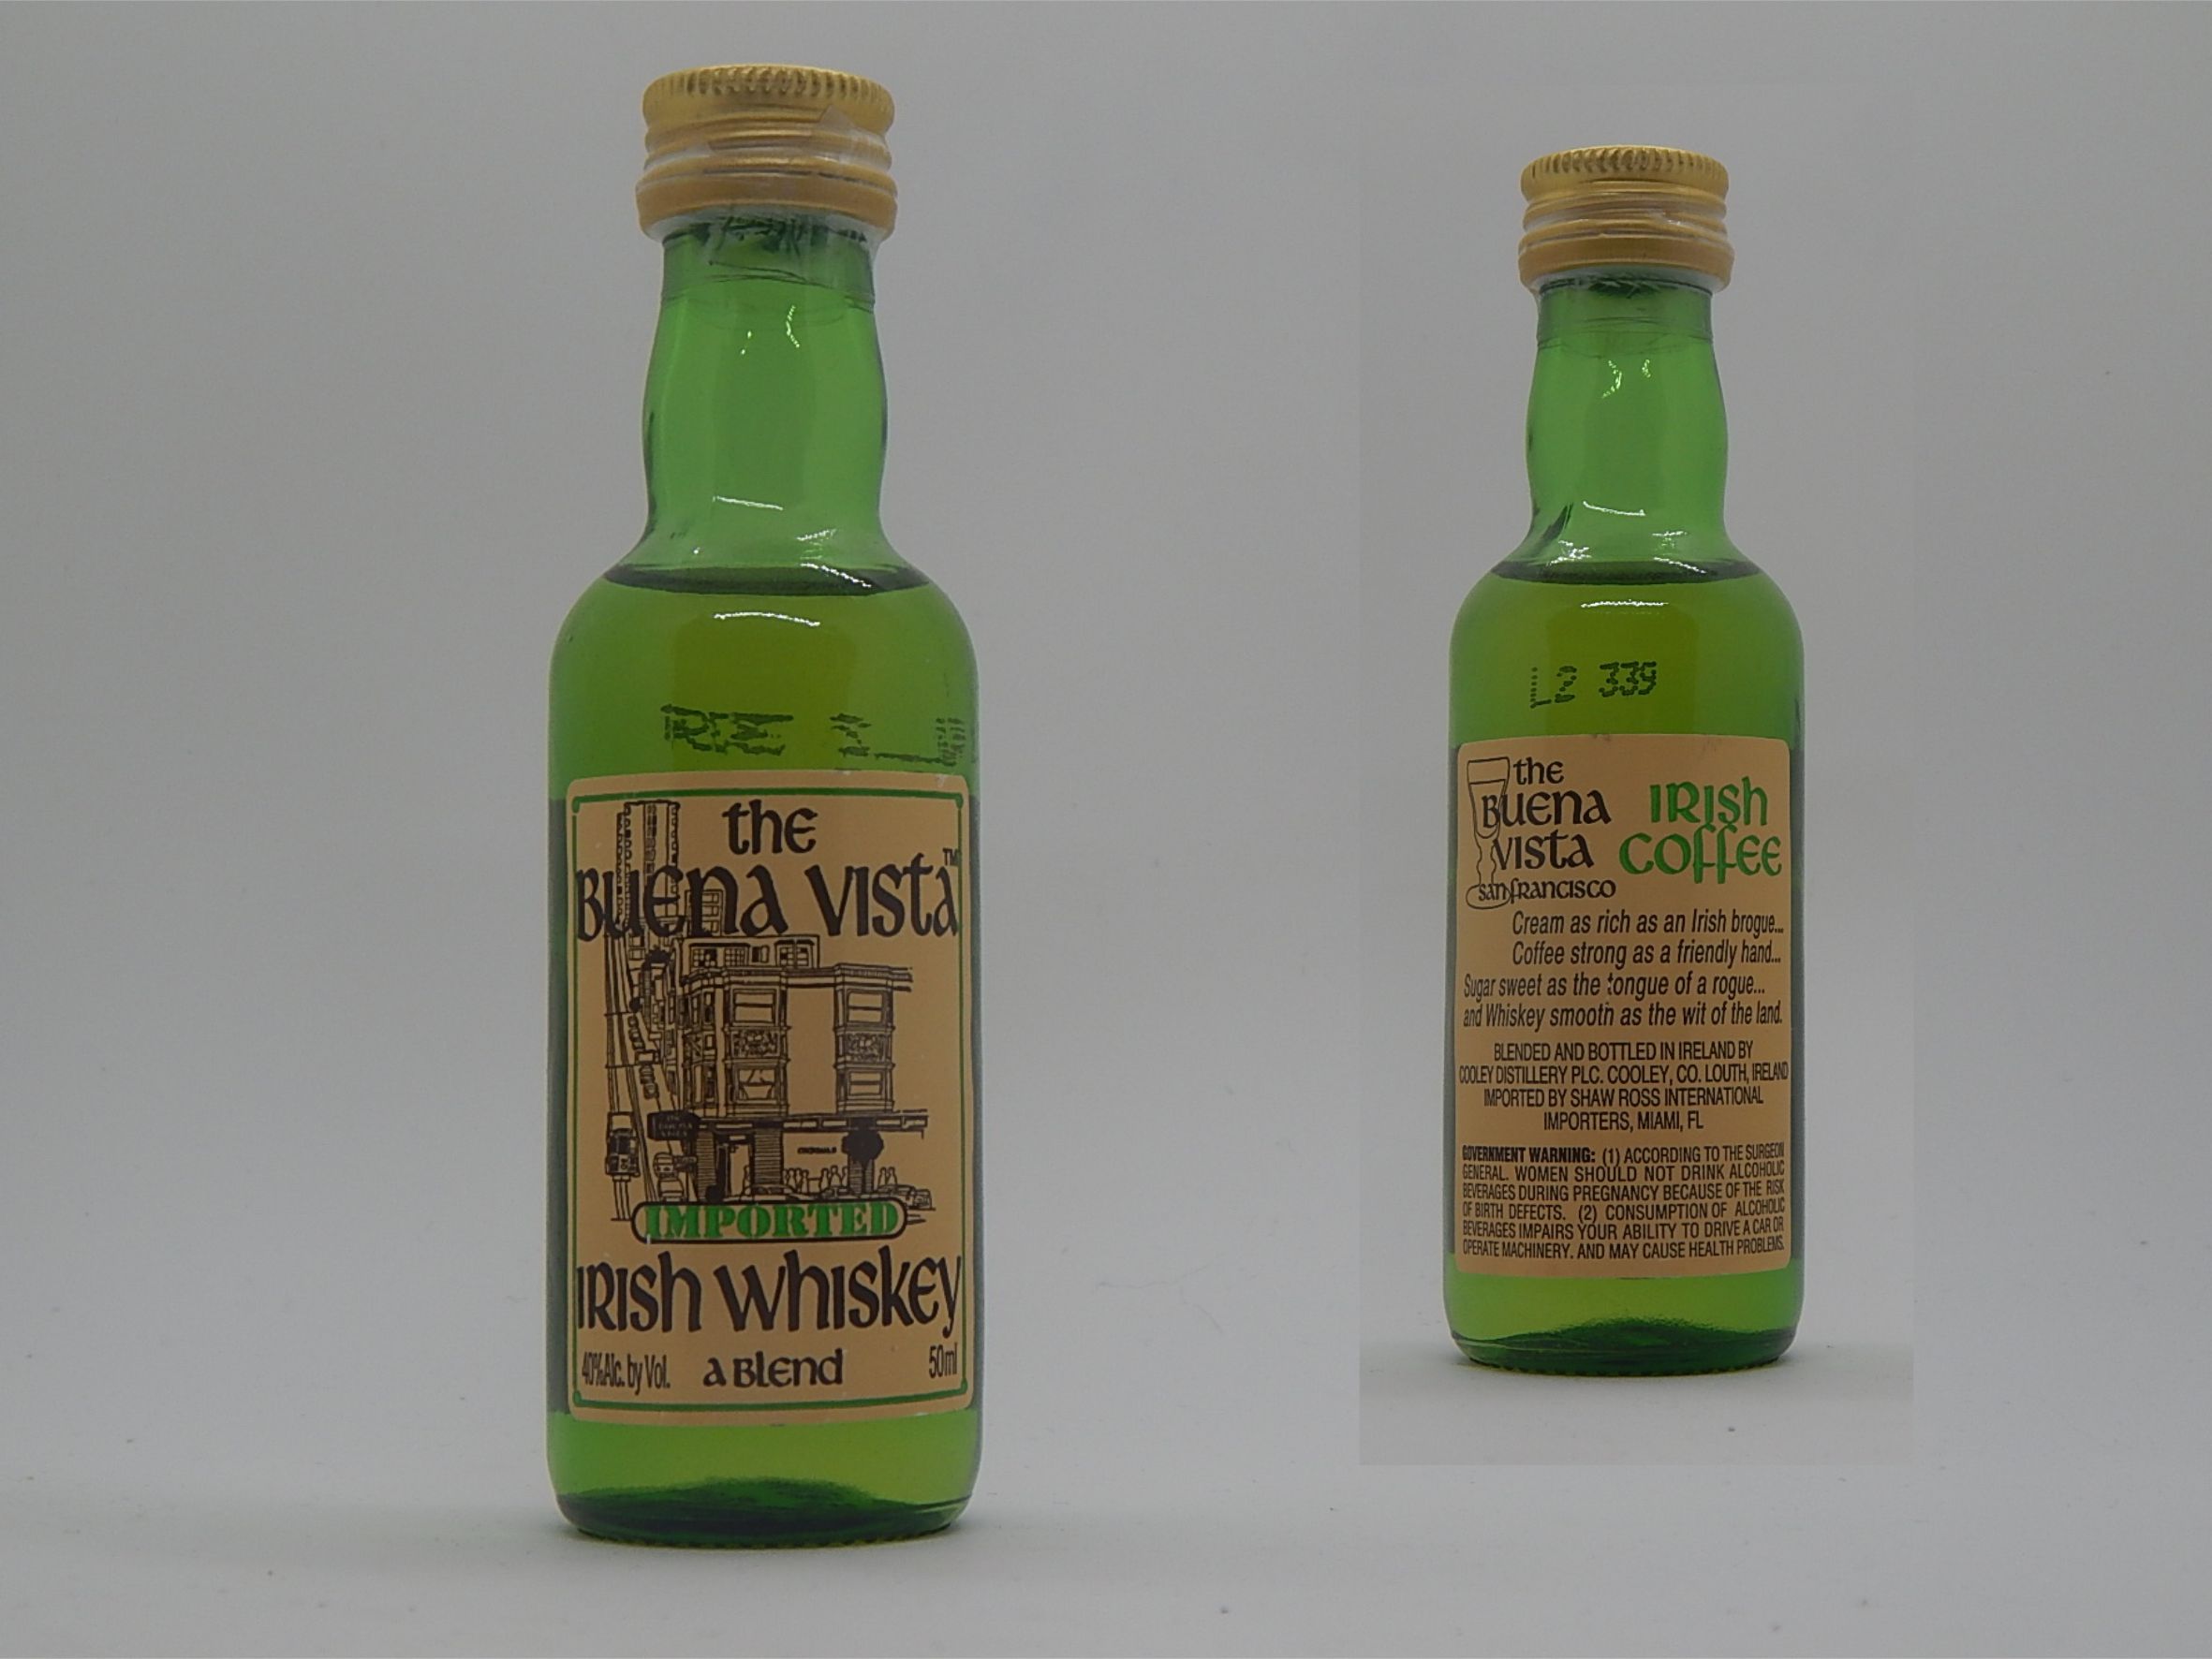 the
BUENA VISTA™
IMPORTED
IRISH WHISKEY
40%Alc. by Vol. a BLEND 50ml
L2 339
the
BUENA
VISTA
SAN FRANCISCO
IRISH
COFFEE
Cream as rich as an Irish brogue...
Coffee strong as a friendly hand...
Sugar sweet as the tongue of a rogue...
and Whiskey smooth as the wit of the land.
BLENDED AND BOTTLED IN IRELAND BY
COOLEY DISTILLERY PLC. COOLEY, CO. LOUTH, IRELAND
IMPORTED BY SHAW ROSS INTERNATIONAL
IMPORTERS, MIAMI, FL
GOVERNMENT WARNING: (1) ACCORDING TO THE SURGEON
GENERAL. WOMEN SHOULD NOT DRINK ALCOHOLIC
BEVERAGES DURING PREGNANCY BECAUSE OF THE RISK
OF BIRTH DEFECTS. (2) CONSUMPTION OF ALCOHOLIC
BEVERAGES IMPAIRS YOUR ABILITY TO DRIVE A CAR OR
OPERATE MACHINERY. AND MAY CAUSE HEALTH PROBLEMS.